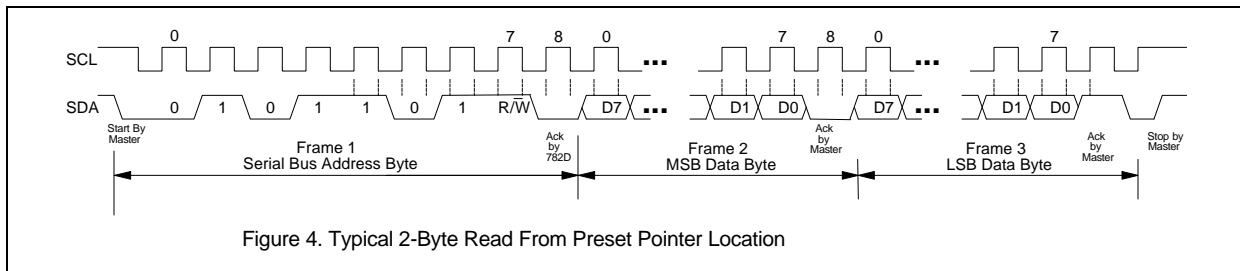 0 7 8 0 ... 7 8 0 ... 7
SCL
SDA 0 1 0 1 1 0 1 R/W D7 ... D1 D0 D7 ... D1 D0
Start By
Master
Ack
by
782D
Ack
by
Master
Ack
by
Master
Stop by
Master
Frame 1
Serial Bus Address Byte
Frame 2
MSB Data Byte
Frame 3
LSB Data Byte
Figure 4. Typical 2-Byte Read From Preset Pointer Location